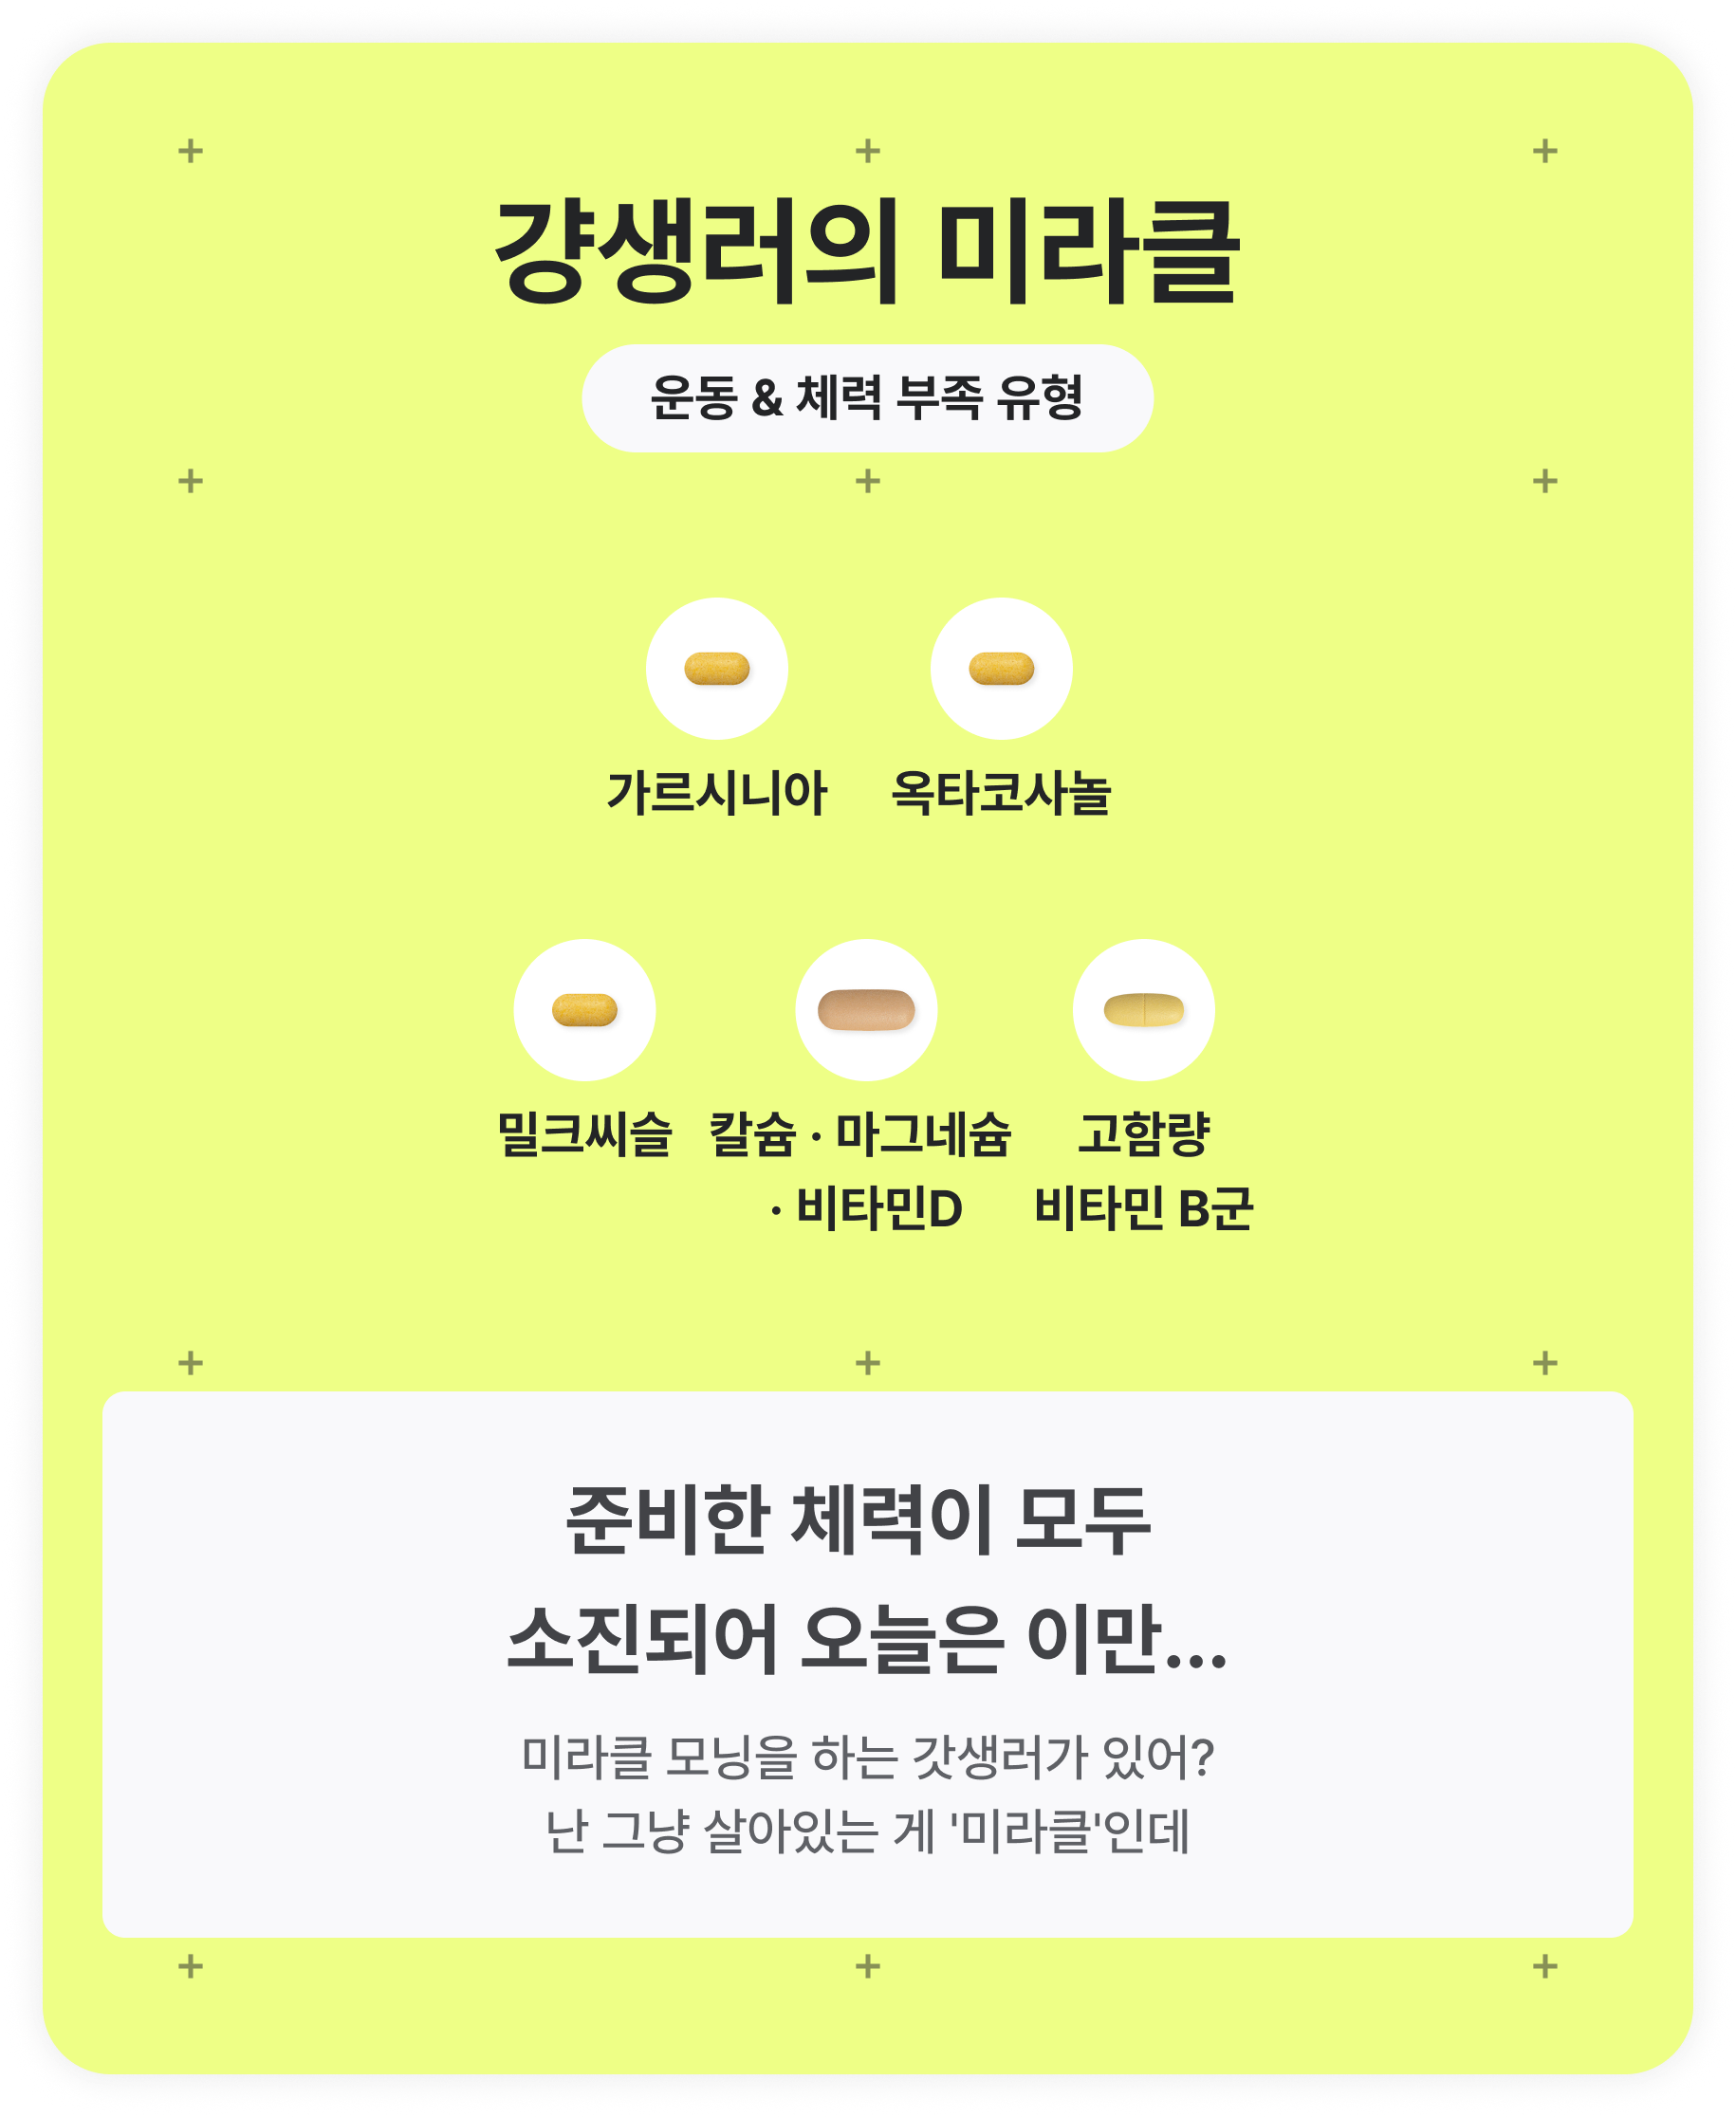 걍생러의 미라클
운동 & 체력 부족 유형
가르시니아
옥타코사놀
밀크씨슬
칼슘 · 마그네슘
· 비타민D
고함량
비타민 B군
준비한 체력이 모두
소진되어 오늘은 이만...
미라클 모닝을 하는 갓생러가 있어?
난 그냥 살아있는 게 '미라클'인데